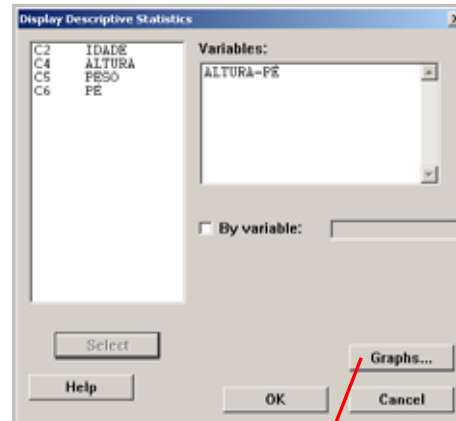 Display Descriptive Statistics
C2 IDADE
C4 ALTURA
C5 PESO
C6 PÉ
Variables:
ALTURA-PÉ
By variable:
Select
Graphs...
Help
OK
Cancel